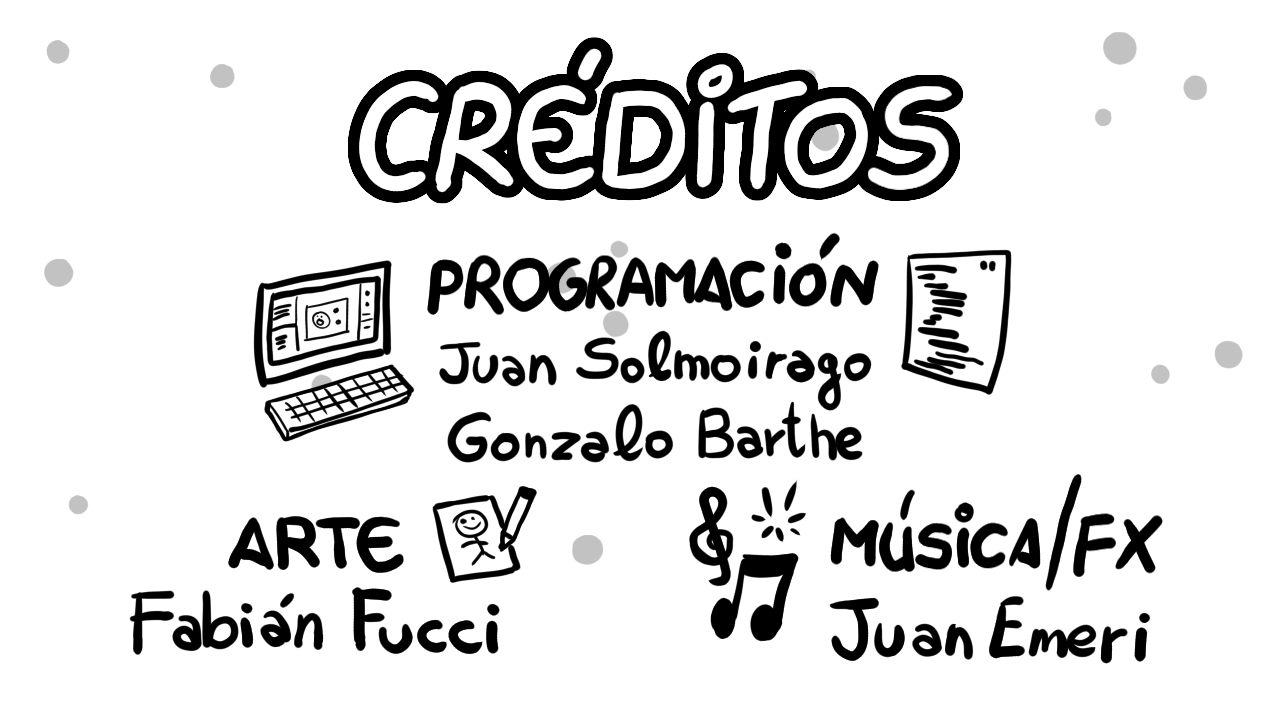 CRÉDITOS
PROGRAMACIÓN
Juan Solmoirago
Gonzalo Barthe
ARTE
Fabián Fucci
MÚSICA/FX
Juan Emeri